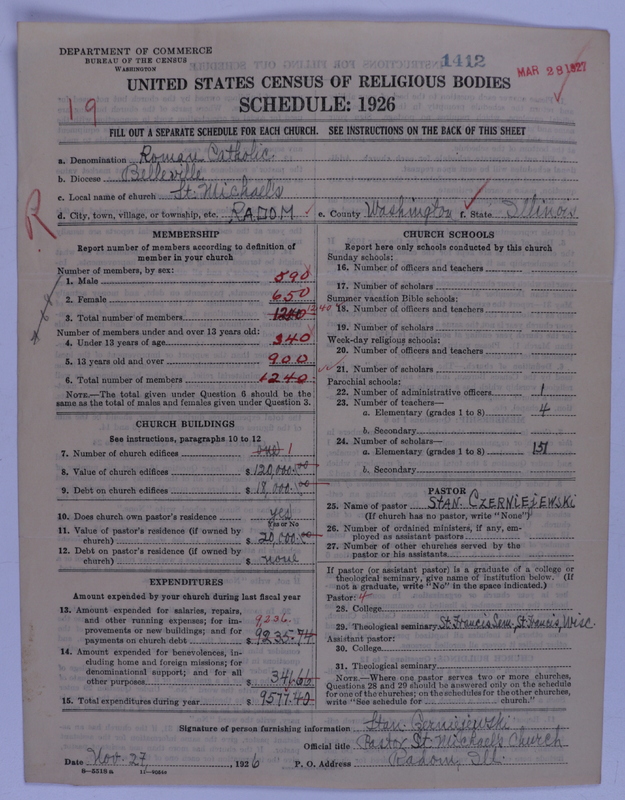 DEPARTMENT OF COMMERCE
BUREAU OF THE CENSUS
WASHINGTON
1412
MAR 28 1927
UNITED STATES CENSUS OF RELIGIOUS BODIES
SCHEDULE: 1926
19
FILL OUT A SEPARATE SCHEDULE FOR EACH CHURCH. SEE INSTRUCTIONS ON THE BACK OF THIS SHEET
a. Denomination Roman Catholic
b. Diocese Belleville
c. Local name of church St. Michael's
d. City, town, village, or township, etc. RADOM e. County Washington f. State Illinois
R
MEMBERSHIP
Report number of members according to definition of
member in your church
Number of members, by sex:
1. Male 590
2. Female 650
3. Total number of members 1240 1240
Number of members under and over 13 years old:
4. Under 13 years of age 340
5. 13 years old and over 900
6. Total number of members 1240
NOTE.—The total given under Question 6 should be the
same as the total of males and females given under Question 3.
CHURCH BUILDINGS
See instructions, paragraphs 10 to 12
7. Number of church edifices one 1
8. Value of church edifices $ 120,000.00
9. Debt on church edifices $ 18,000.00
10. Does church own pastor's residence yes
Yes or No
11. Value of pastor's residence (if owned by
church) $ 20,000.00
12. Debt on pastor's residence (if owned by
church) $ none
EXPENDITURES
Amount expended by your church during last fiscal year
13. Amount expended for salaries, repairs,
and other running expenses; for im-
provements or new buildings; and for
payments on church debt $ 9235.74
9236.
14. Amount expended for benevolences, in-
cluding home and foreign missions; for
denominational support; and for all
other purposes $ 341.66
15. Total expenditures during year $ 9577.40
CHURCH SCHOOLS
Report here only schools conducted by this church
Sunday schools:
16. Number of officers and teachers
17. Number of scholars
Summer vacation Bible schools:
18. Number of officers and teachers
19. Number of scholars
Week-day religious schools:
20. Number of officers and teachers
21. Number of scholars
Parochial schools:
22. Number of administrative officers 1
23. Number of teachers—
a. Elementary (grades 1 to 8) 4
b. Secondary
24. Number of scholars—
a. Elementary (grades 1 to 8) 151
b. Secondary
PASTOR
25. Name of pastor STAN. CZERNIEJEWSKI
(If church has no pastor, write "None")
26. Number of ordained ministers, if any, em-
ployed as assistant pastors
27. Number of other churches served by the
pastor or his assistants
If pastor (or assistant pastor) is a graduate of a college or
theological seminary, give name of institution below. (If
not a graduate, write "No" in the space indicated.)
Pastor: 4
28. College
29. Theological seminary St. Francis Sem., St. Francis, Wisc.
Assistant pastor:
30. College
31. Theological seminary
NOTE.—Where one pastor serves two or more churches,
Questions 28 and 29 should be answered only on the schedule
for one of the churches; on the schedules for the other churches,
write "See schedule for church."
Signature of person furnishing information Stan.
Official title Pastor St. Michael's Church
Date Nov. 27, 1926 P. O. Address Radom, Ill.